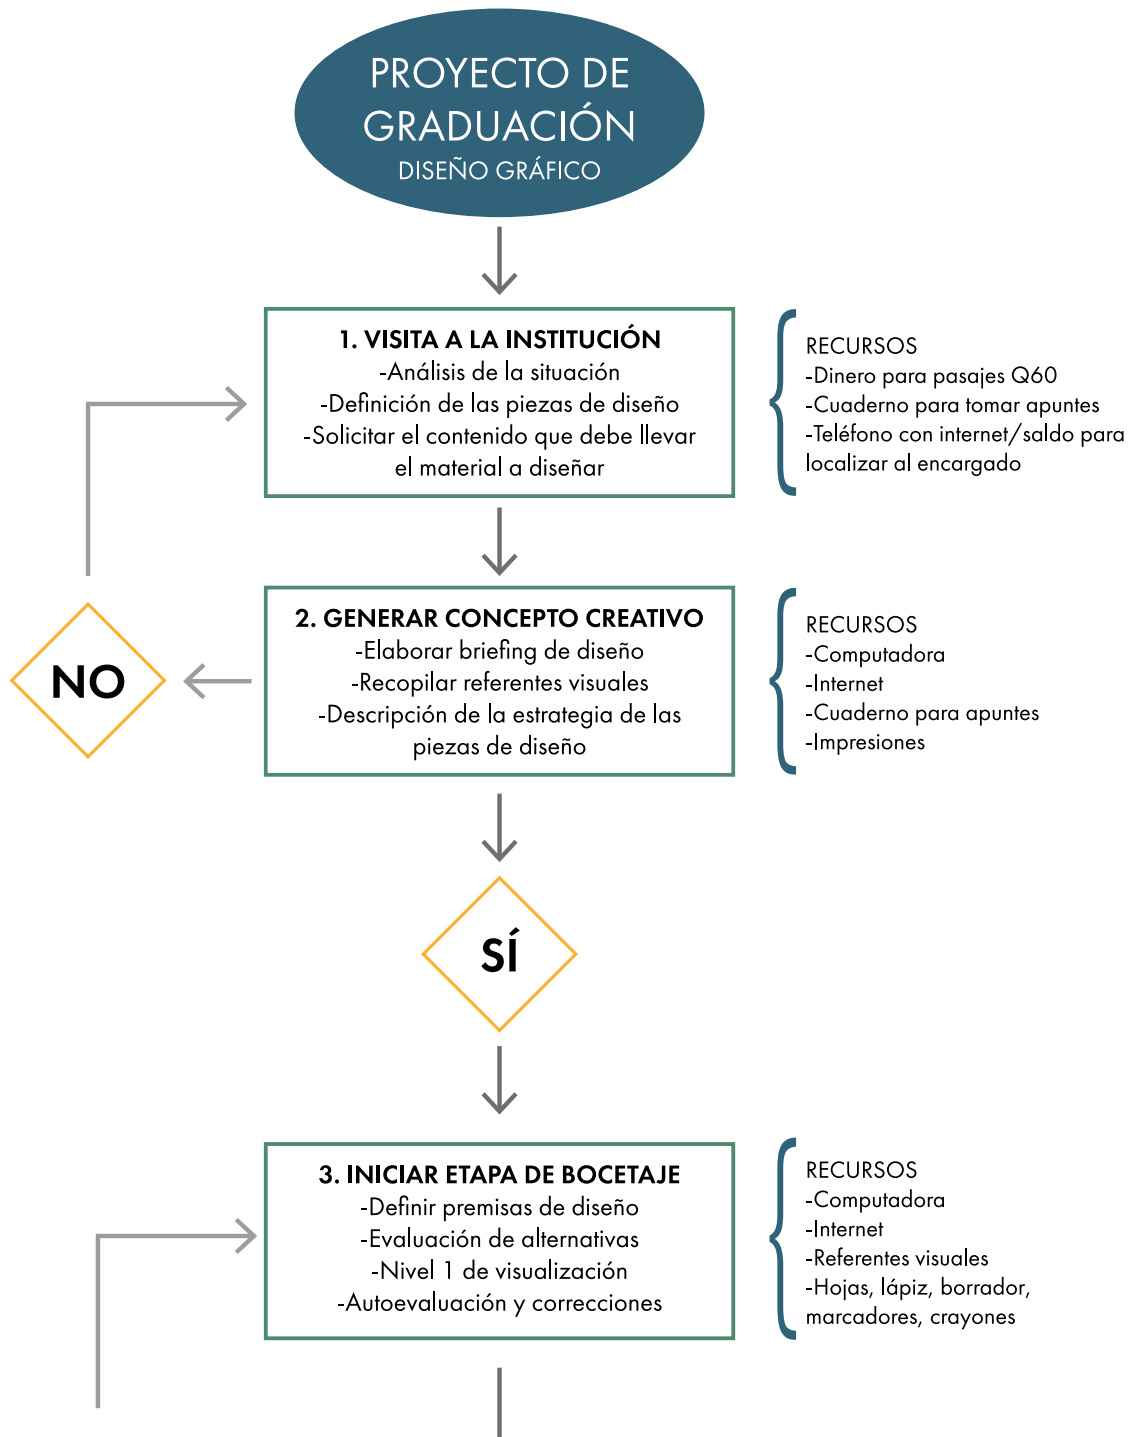 PROYECTO DE
GRADUACIÓN
DISEÑO GRÁFICO
1. VISITA A LA INSTITUCIÓN
-Análisis de la situación
-Definición de las piezas de diseño
-Solicitar el contenido que debe llevar
el material a diseñar
RECURSOS
-Dinero para pasajes Q60
-Cuaderno para tomar apuntes
-Teléfono con internet/saldo para
localizar al encargado
2. GENERAR CONCEPTO CREATIVO
-Elaborar briefing de diseño
-Recopilar referentes visuales
-Descripción de la estrategia de las
piezas de diseño
RECURSOS
-Computadora
-Internet
-Cuaderno para apuntes
-Impresiones
NO
SÍ
3. INICIAR ETAPA DE BOCETAJE
-Definir premisas de diseño
-Evaluación de alternativas
-Nivel 1 de visualización
-Autoevaluación y correcciones
RECURSOS
-Computadora
-Internet
-Referentes visuales
-Hojas, lápiz, borrador,
marcadores, crayones